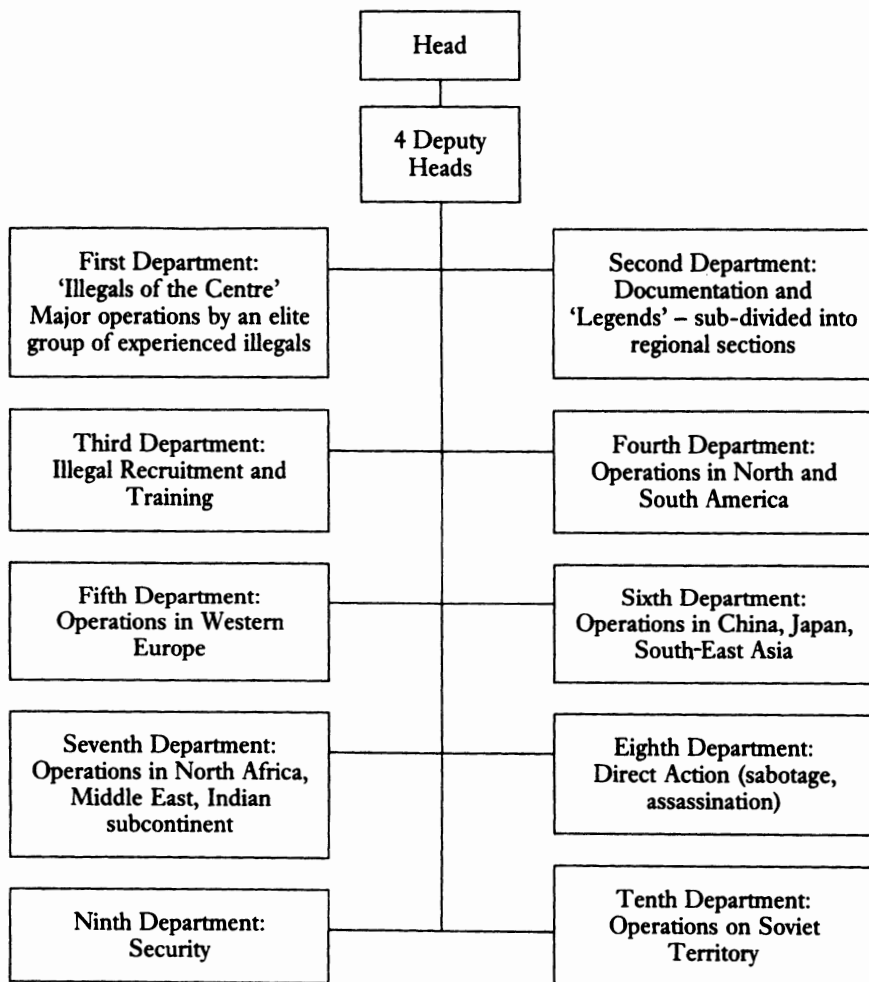 Head
4 Deputy
Heads
First Department:
‘Illegals of the Centre’
Major operations by an elite
group of experienced illegals
Second Department:
Documentation and
‘Legends’ – sub-divided into
regional sections
Third Department:
Illegal Recruitment and
Training
Fourth Department:
Operations in North and
South America
Fifth Department:
Operations in Western
Europe
Sixth Department:
Operations in China, Japan,
South-East Asia
Seventh Department:
Operations in North Africa,
Middle East, Indian
subcontinent
Eighth Department:
Direct Action (sabotage,
assassination)
Ninth Department:
Security
Tenth Department:
Operations on Soviet
Territory